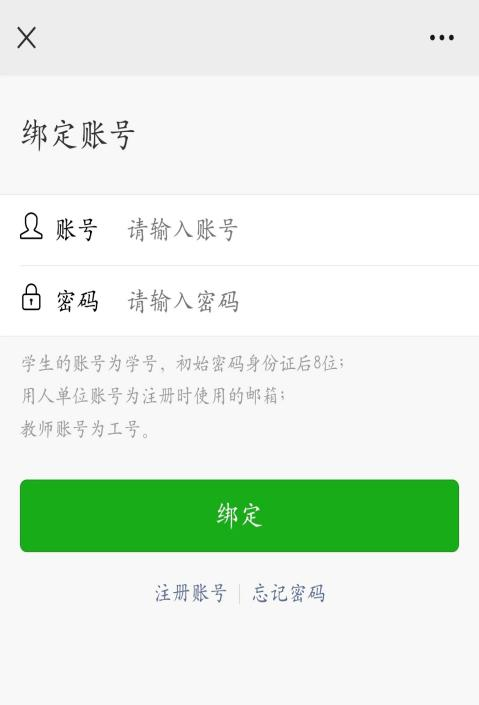 绑定账号
账号 请输入账号
密码 请输入密码
学生的账号为学号，初始密码身份证后8位；
用人单位账号为注册时使用的邮箱；
教师账号为工号。
绑定
注册账号 | 忘记密码